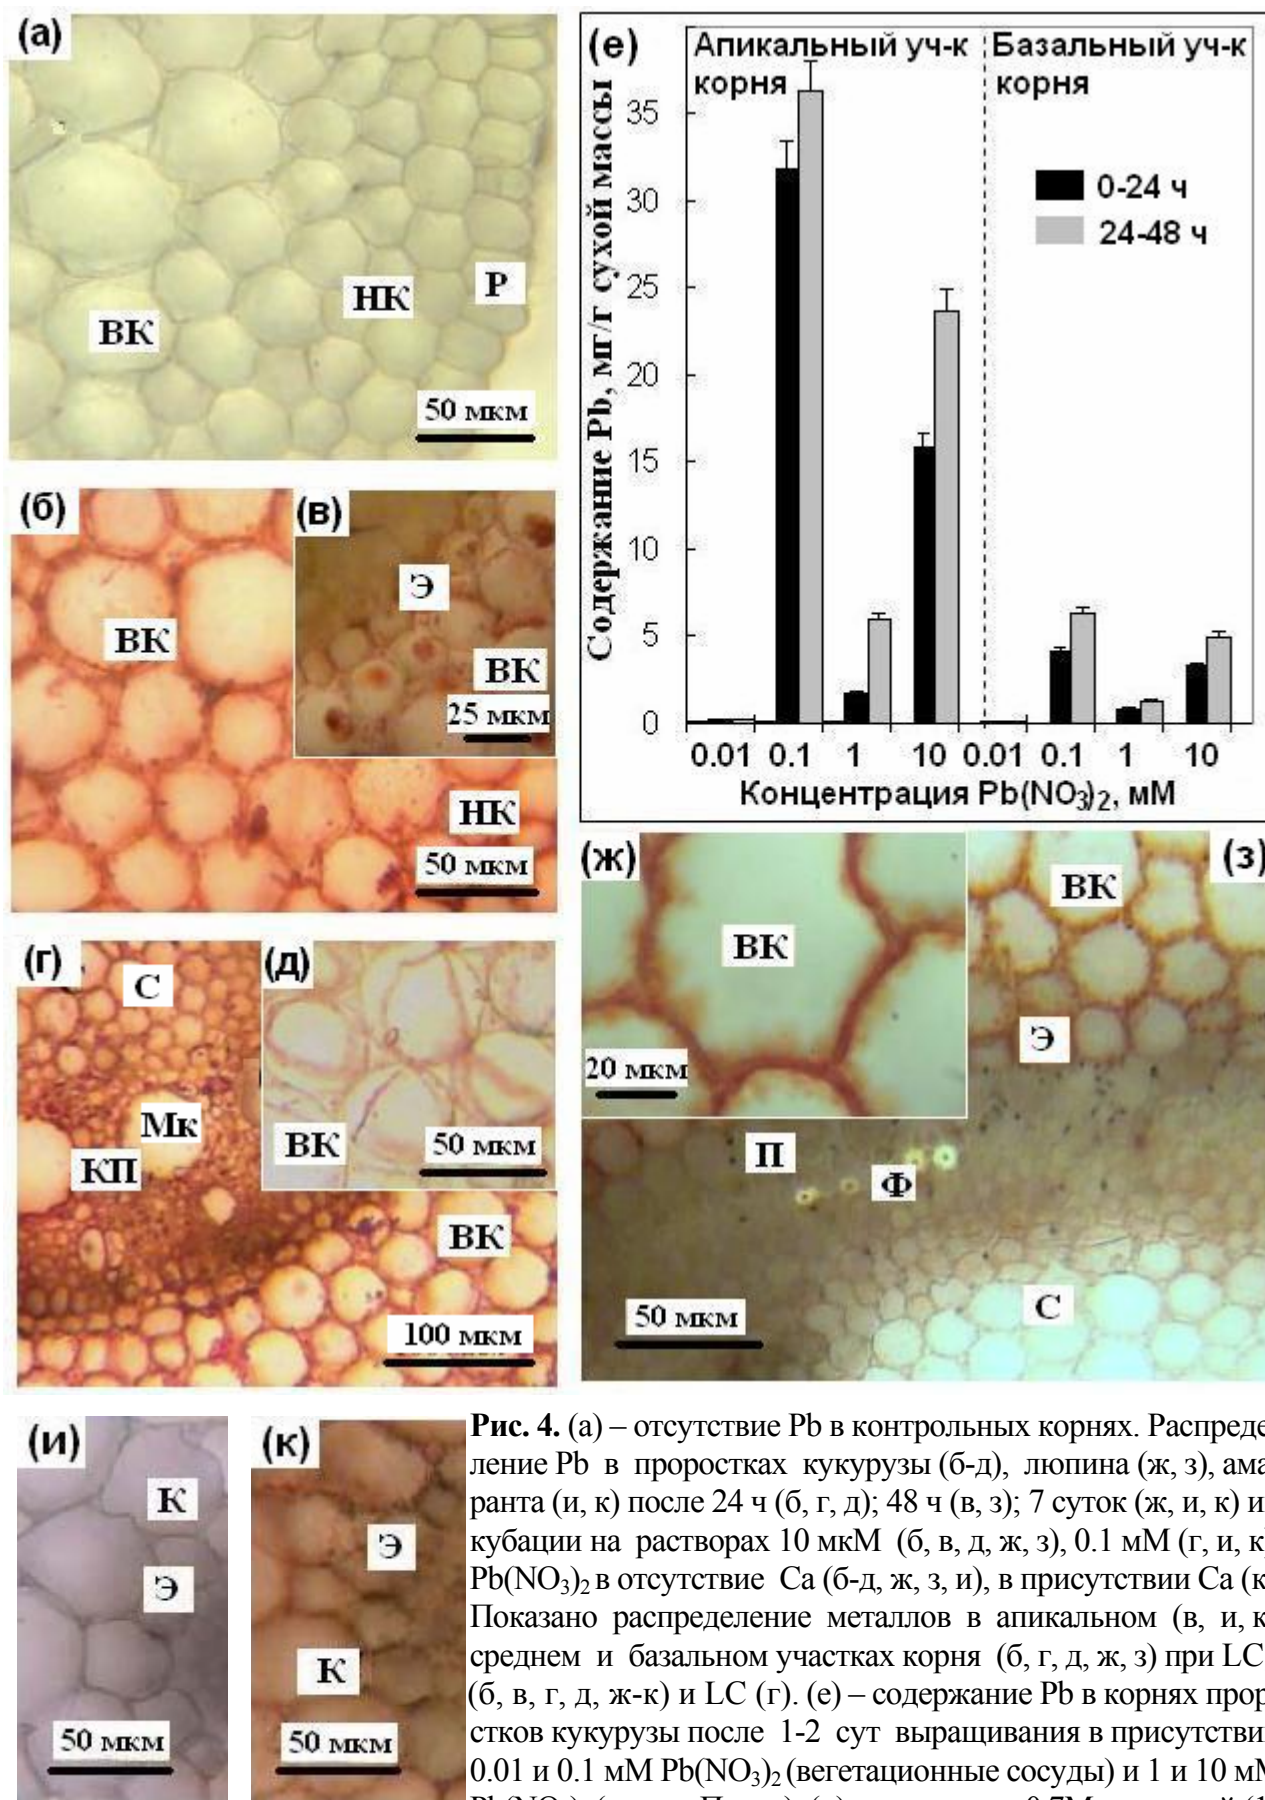 (а)
ВК
НК
Р
50 мкм
(б)
ВК
НК
50 мкм
(в)
Э
ВК
25 мкм
(г)
С
Мк
КП
ВК
100 мкм
(д)
ВК
50 мкм
(е)
Апикальный уч-к корня
Базальный уч-к корня
0-24 ч
24-48 ч
Содержание Pb, мг/г сухой массы
35
30
25
20
15
10
5
0
0.01 0.1 1 10 0.01 0.1 1 10
Концентрация Pb(NO₃)₂, мМ
(ж)
ВК
20 мкм
(з)
ВК
Э
П
Ф
С
50 мкм
(и)
К
Э
50 мкм
(к)
Э
К
50 мкм
Рис. 4. (а) – отсутствие Pb в контрольных корнях. Распреде
ление Pb в проростках кукурузы (б-д), люпина (ж, з), ама
ранта (и, к) после 24 ч (б, г, д); 48 ч (в, з); 7 суток (ж, и, к) и
кубации на растворах 10 мкМ (б, в, д, ж, з), 0.1 мМ (г, и, к
Pb(NO₃)₂ в отсутствие Ca (б-д, ж, з, и), в присутствии Ca (к
Показано распределение металлов в апикальном (в, и, к
среднем и базальном участках корня (б, г, д, ж, з) при LC
(б, в, г, д, ж-к) и LC (г). (е) – содержание Pb в корнях прор
стков кукурузы после 1-2 сут выращивания в присутстви
0.01 и 0.1 мМ Pb(NO₃)₂ (вегетационные сосуды) и 1 и 10 мМ